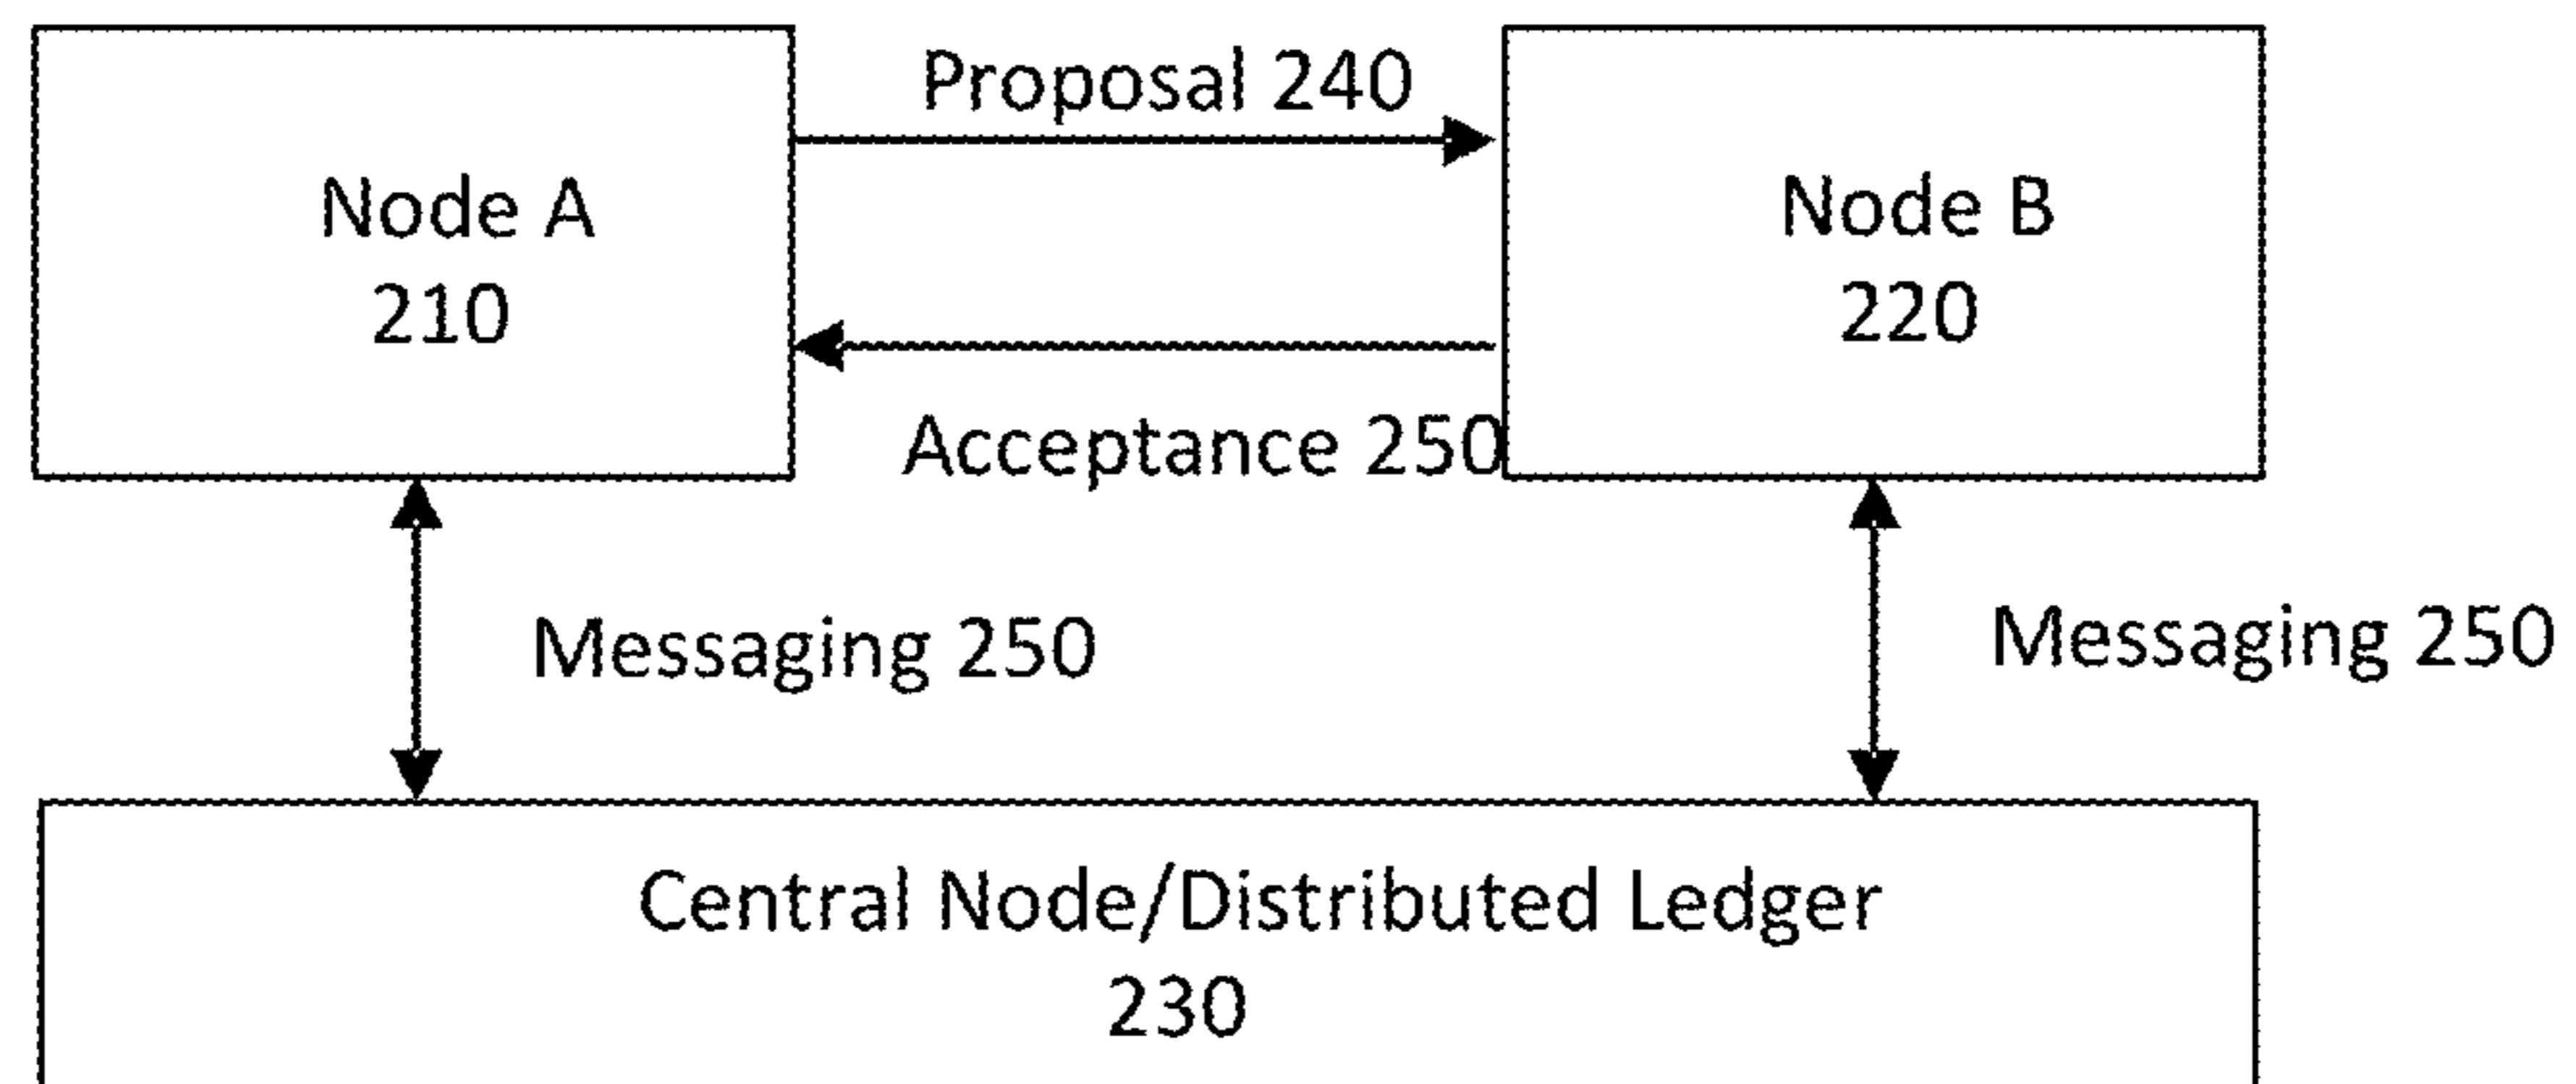 Proposal 240
Node A
210
Node B
220
Acceptance 250
Messaging 250
Messaging 250
Central Node/Distributed Ledger
230